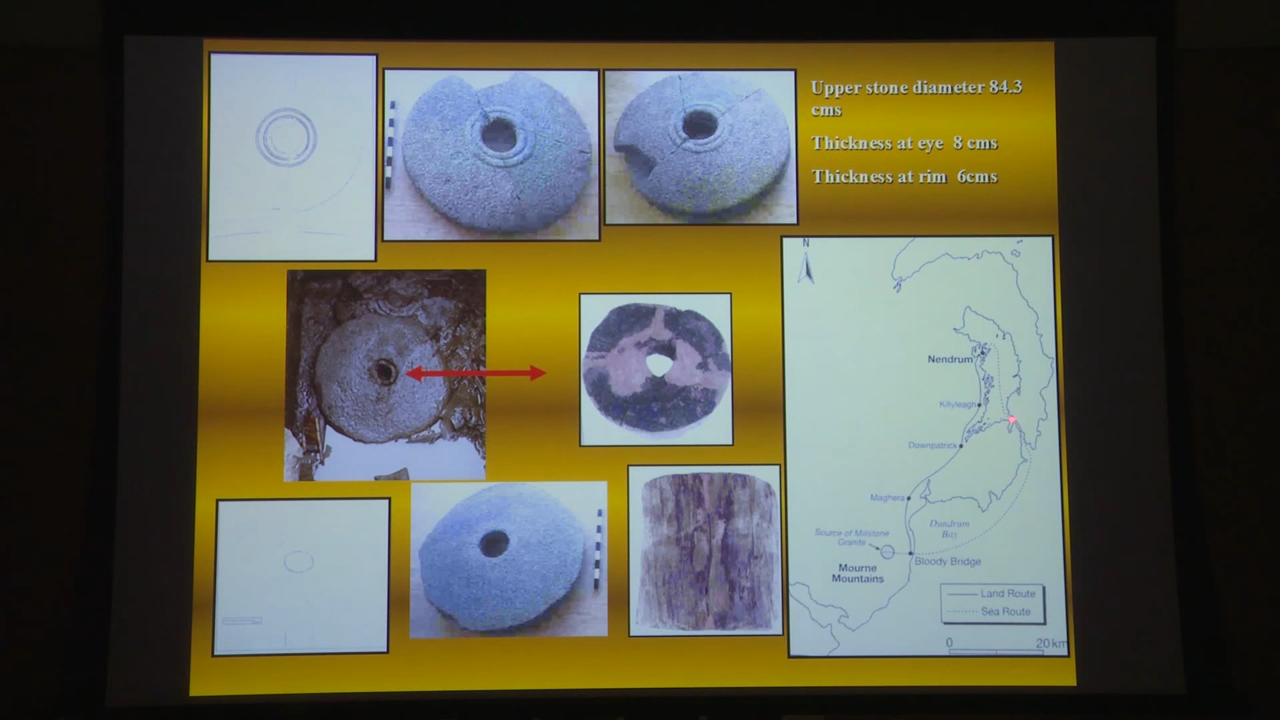 Upper stone diameter 84.3
cms
Thickness at eye 8 cms
Thickness at rim 6cms
N
Nendrum
Killyleagh
Downpatrick
Maghera
Dundrum
Bay
Source of Millstone
Granite
Bloody Bridge
Mourne
Mountains
Land Route
Sea Route
0 20 km